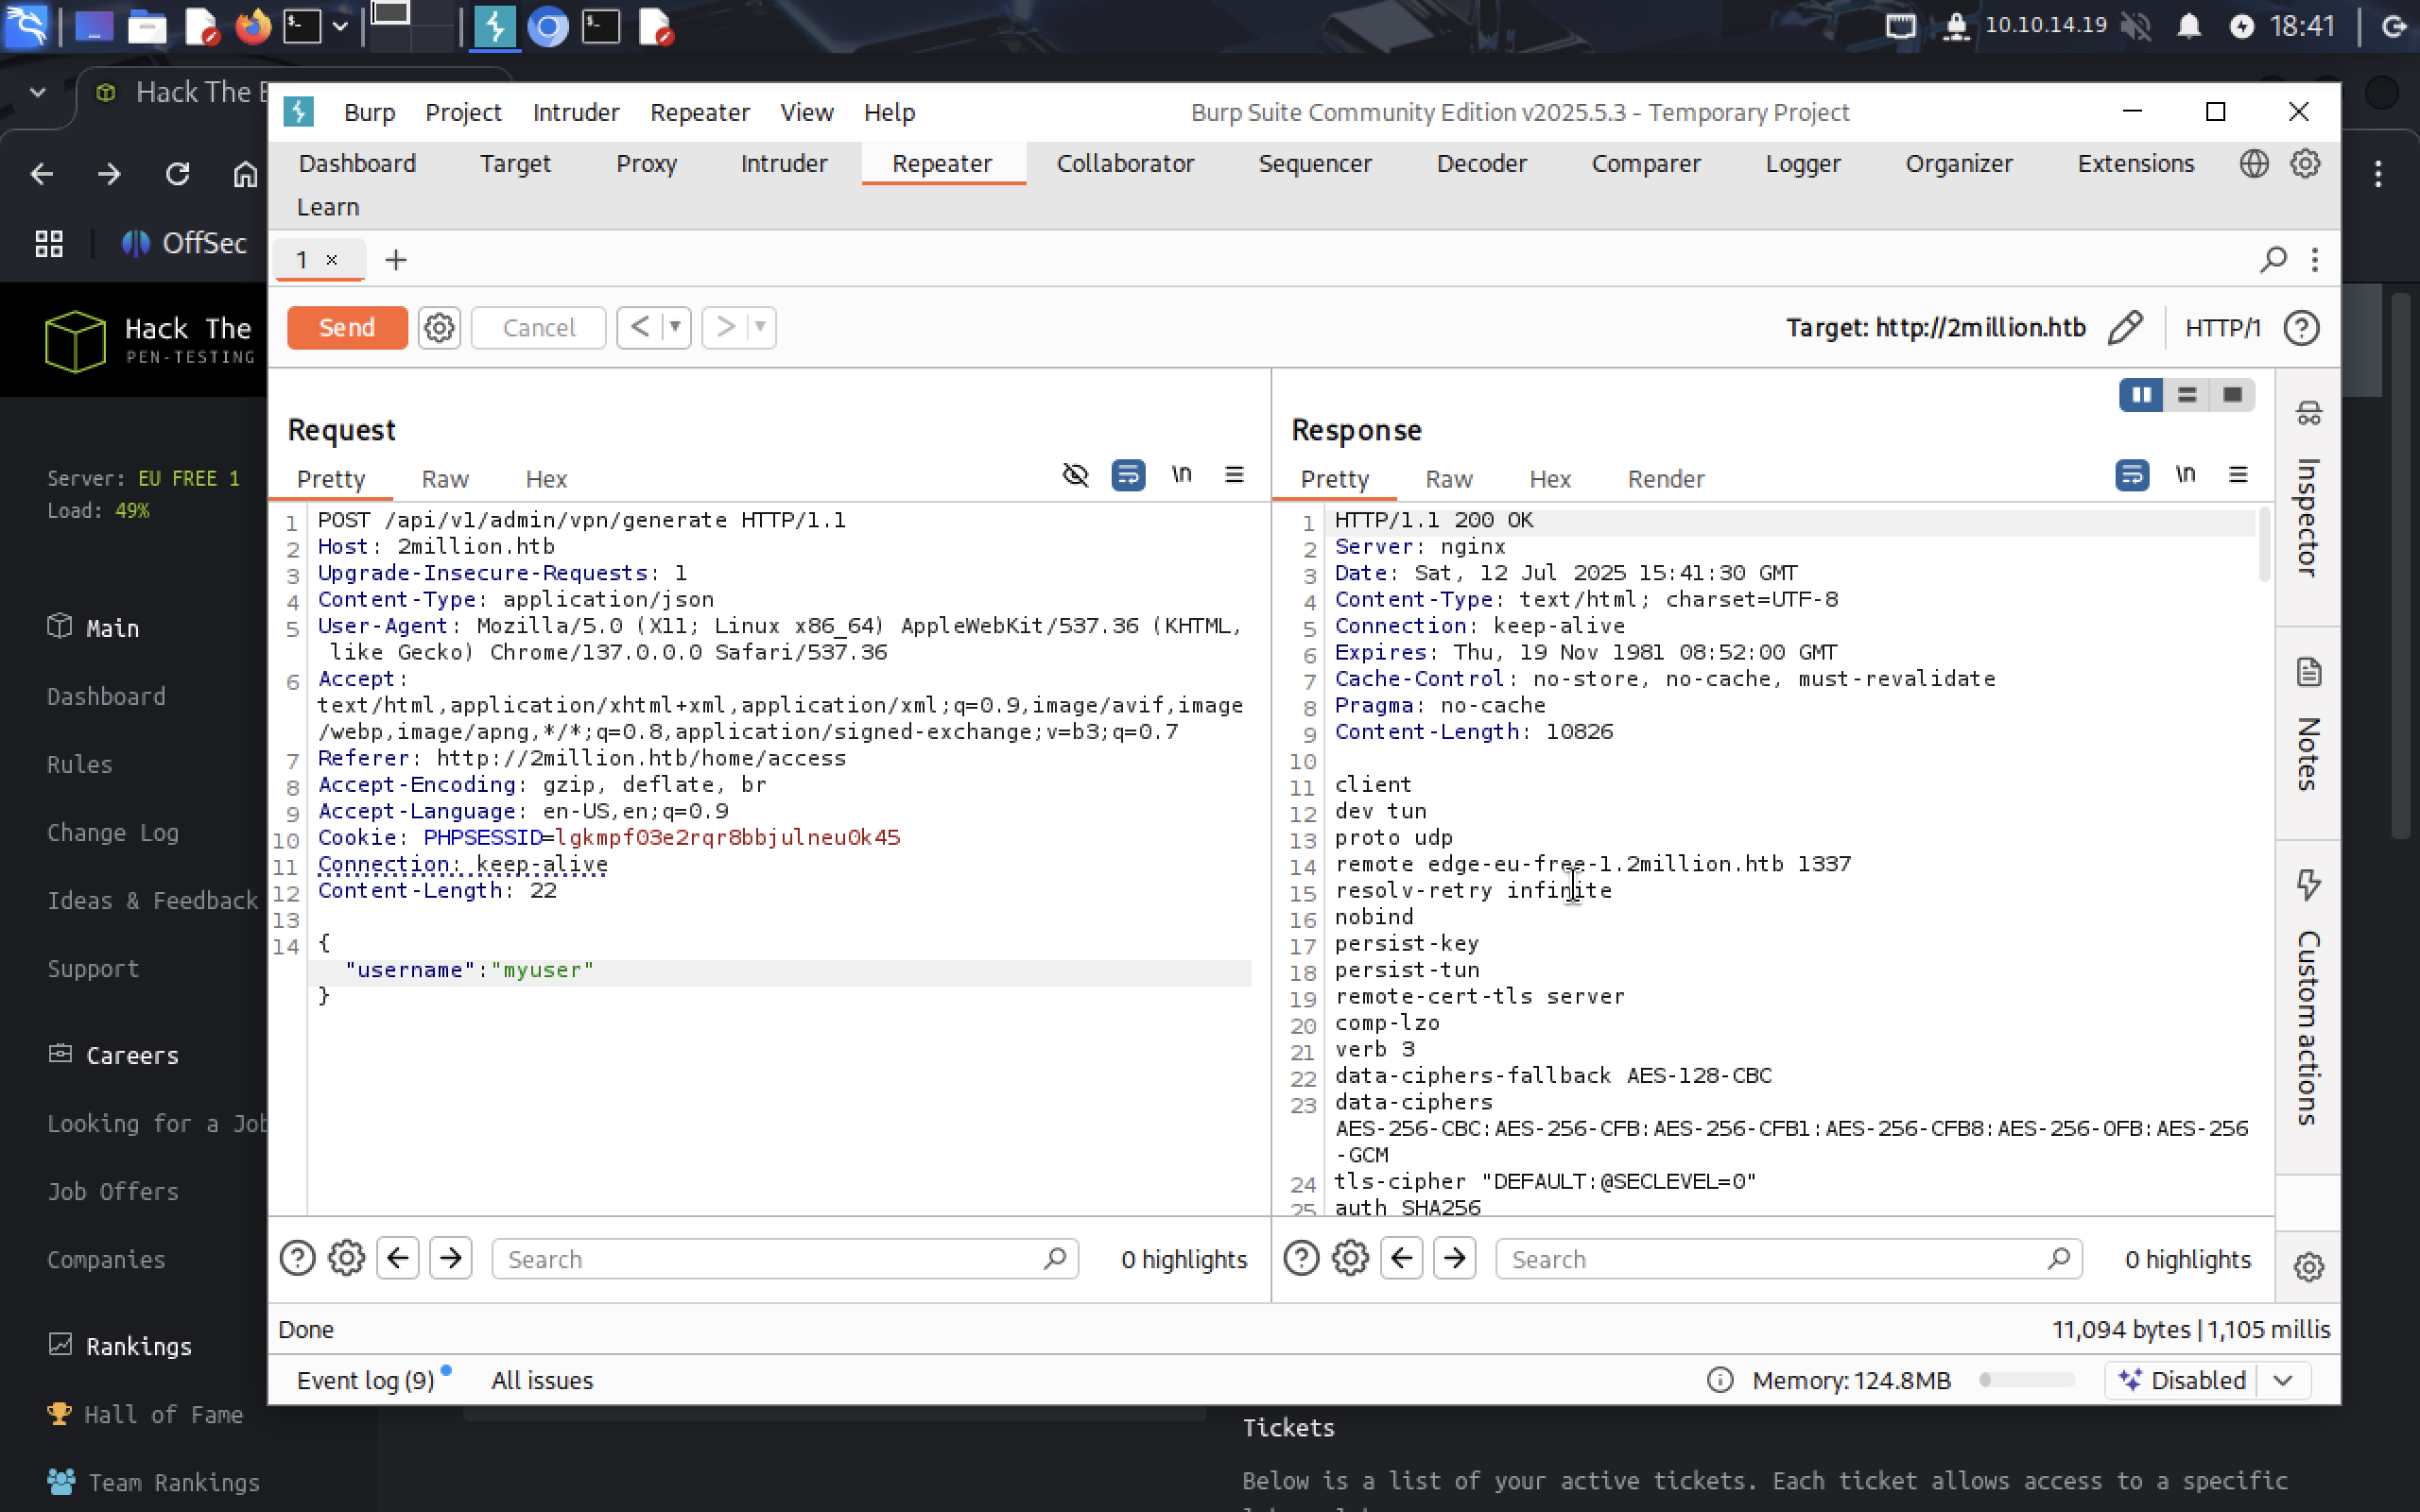 10.10.14.19
18:41
Hack The
Burp Project Intruder Repeater View Help
Burp Suite Community Edition v2025.5.3 - Temporary Project
Dashboard Target Proxy Intruder Repeater Collaborator Sequencer Decoder Comparer Logger Organizer Extensions
Learn
OffSec
1 × +
Hack The
PEN-TESTING
Send Cancel < >
Target: http://2million.htb
HTTP/1
Server: EU FREE 1
Load: 49%
Main
Dashboard
Rules
Change Log
Ideas & Feedback
Support
Careers
Looking for a Job
Job Offers
Companies
Rankings
Hall of Fame
Team Rankings
Request
Pretty Raw Hex
\n
1 POST /api/v1/admin/vpn/generate HTTP/1.1
2 Host: 2million.htb
3 Upgrade-Insecure-Requests: 1
4 Content-Type: application/json
5 User-Agent: Mozilla/5.0 (X11; Linux x86_64) AppleWebKit/537.36 (KHTML,
like Gecko) Chrome/137.0.0.0 Safari/537.36
6 Accept:
text/html,application/xhtml+xml,application/xml;q=0.9,image/avif,image
/webp,image/apng,*/*;q=0.8,application/signed-exchange;v=b3;q=0.7
7 Referer: http://2million.htb/home/access
8 Accept-Encoding: gzip, deflate, br
9 Accept-Language: en-US,en;q=0.9
10 Cookie: PHPSESSID=lgkmpf03e2rqr8bbjulneu0k45
11 Connection: keep-alive
12 Content-Length: 22
13
14 {
"username":"myuser"
}
Search
0 highlights
Response
Pretty Raw Hex Render
\n
1 HTTP/1.1 200 OK
2 Server: nginx
3 Date: Sat, 12 Jul 2025 15:41:30 GMT
4 Content-Type: text/html; charset=UTF-8
5 Connection: keep-alive
6 Expires: Thu, 19 Nov 1981 08:52:00 GMT
7 Cache-Control: no-store, no-cache, must-revalidate
8 Pragma: no-cache
9 Content-Length: 10826
10
11 client
12 dev tun
13 proto udp
14 remote edge-eu-free-1.2million.htb 1337
15 resolv-retry infinite
16 nobind
17 persist-key
18 persist-tun
19 remote-cert-tls server
20 comp-lzo
21 verb 3
22 data-ciphers-fallback AES-128-CBC
23 data-ciphers
AES-256-CBC:AES-256-CFB:AES-256-CFB1:AES-256-CFB8:AES-256-OFB:AES-256
-GCM
24 tls-cipher "DEFAULT:@SECLEVEL=0"
25 auth SHA256
Search
0 highlights
Inspector
Notes
Custom actions
Done
11,094 bytes | 1,105 millis
Event log (9) All issues
Memory: 124.8MB
Disabled
Tickets
Below is a list of your active tickets. Each ticket allows access to a specific